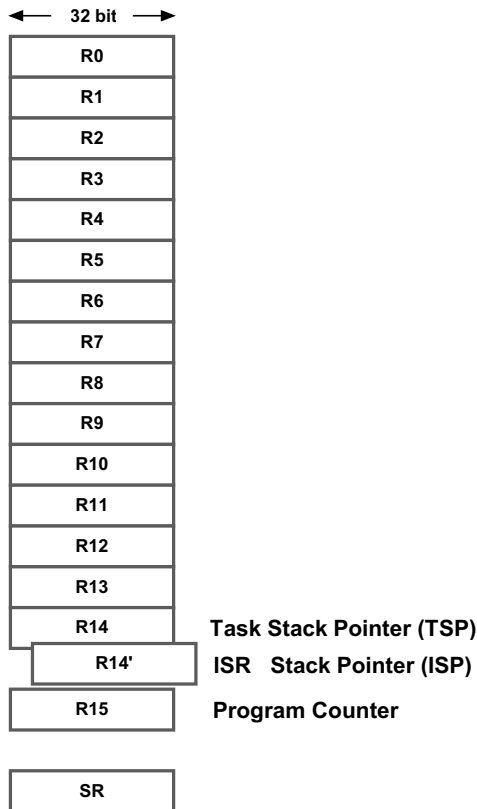 32 bit
R0
R1
R2
R3
R4
R5
R6
R7
R8
R9
R10
R11
R12
R13
R14 Task Stack Pointer (TSP)
R14' ISR Stack Pointer (ISP)
R15 Program Counter
SR